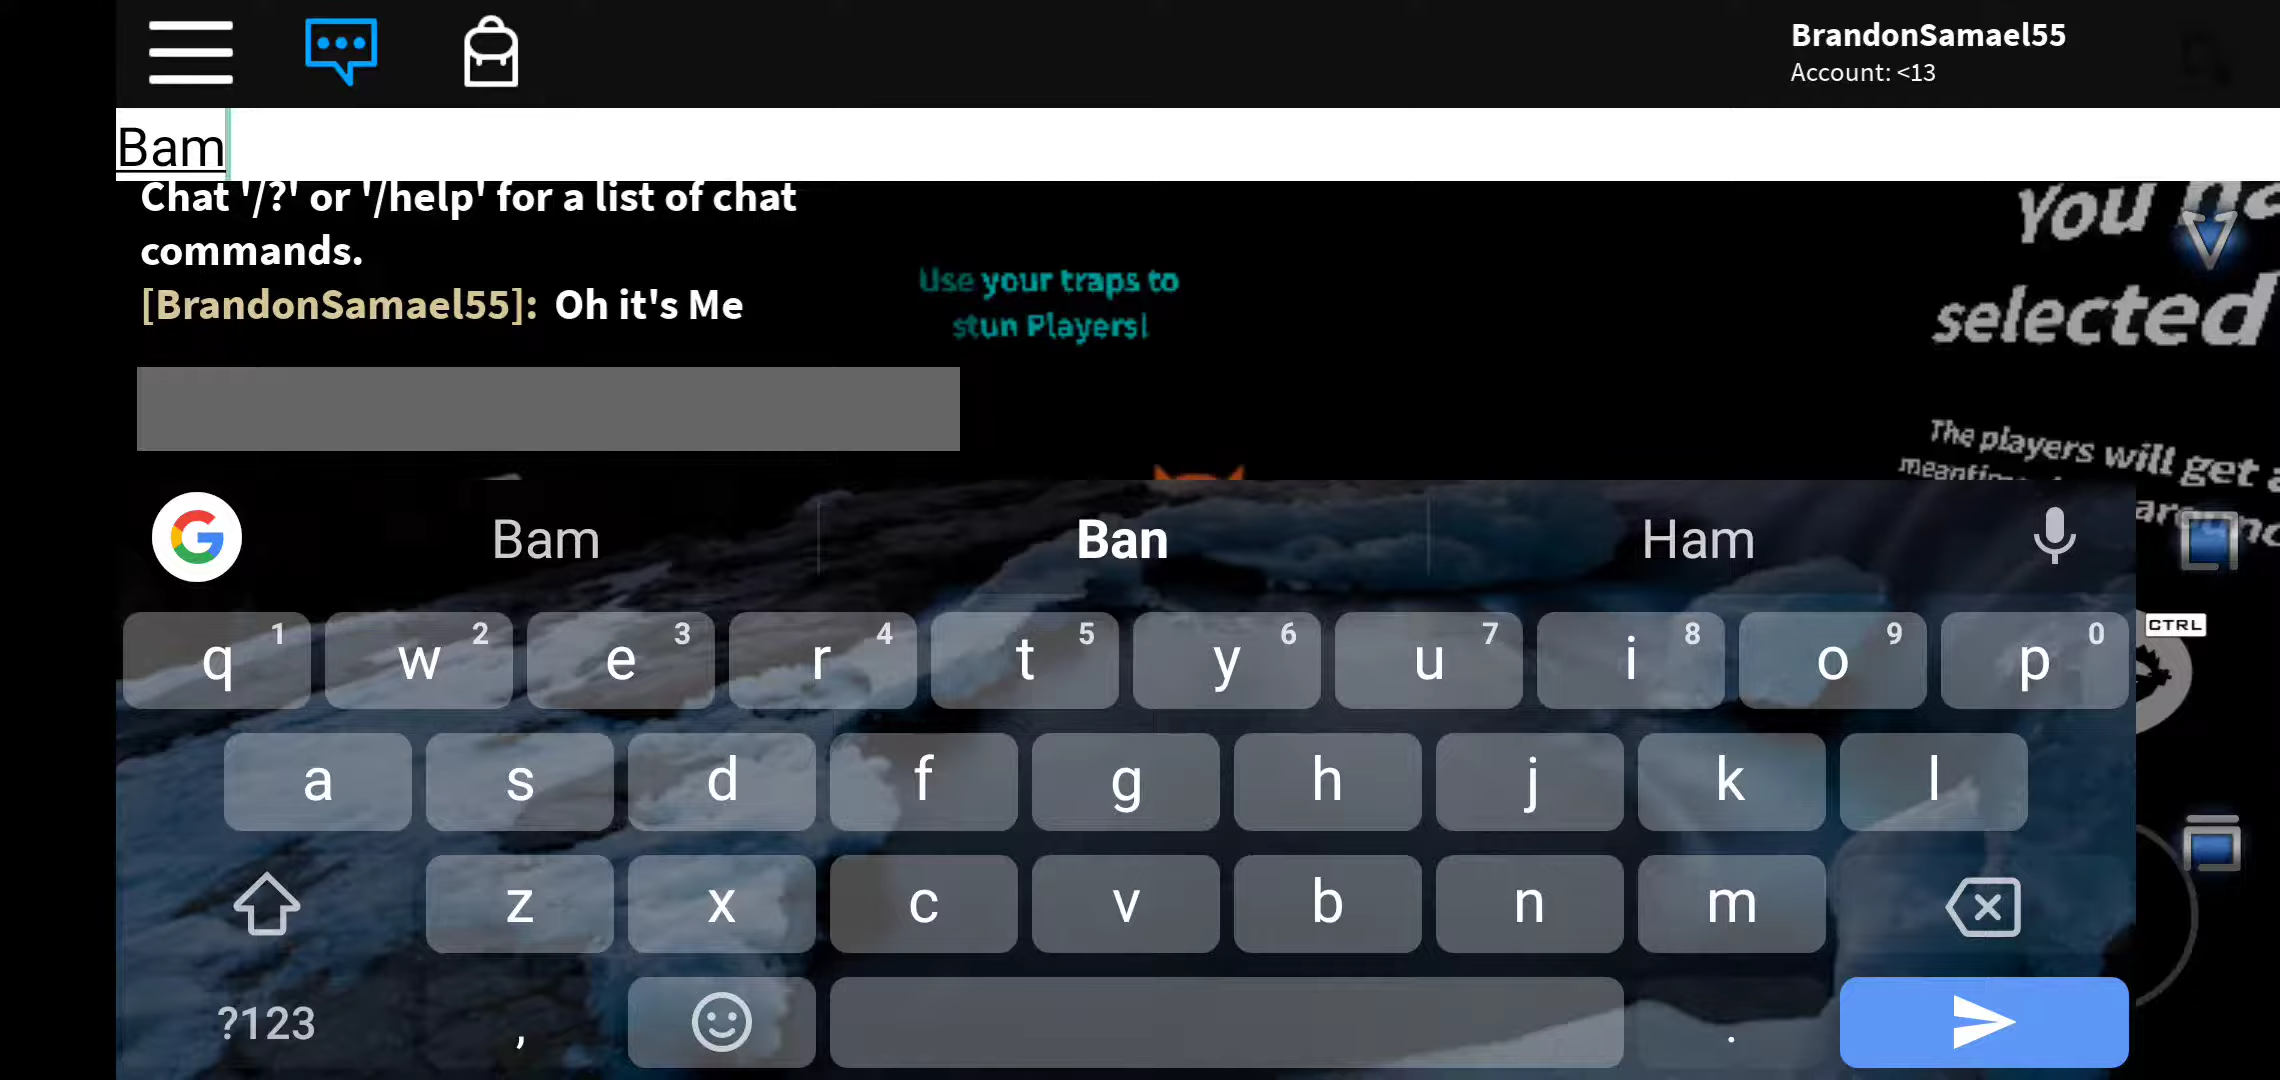 BrandonSamael55
Account: <13
Bam
Chat '/?' or '/help' for a list of chat
commands.
[BrandonSamael55]: Oh it's Me
Use your traps to
stun Players!
You
selected
The players will get
Bam Ban Ham
q 1 w 2 e 3 r 4 t 5 y 6 u 7 i 8 o 9 p 0
CTRL
a s d f g h j k l
z x c v b n m
?123 , .